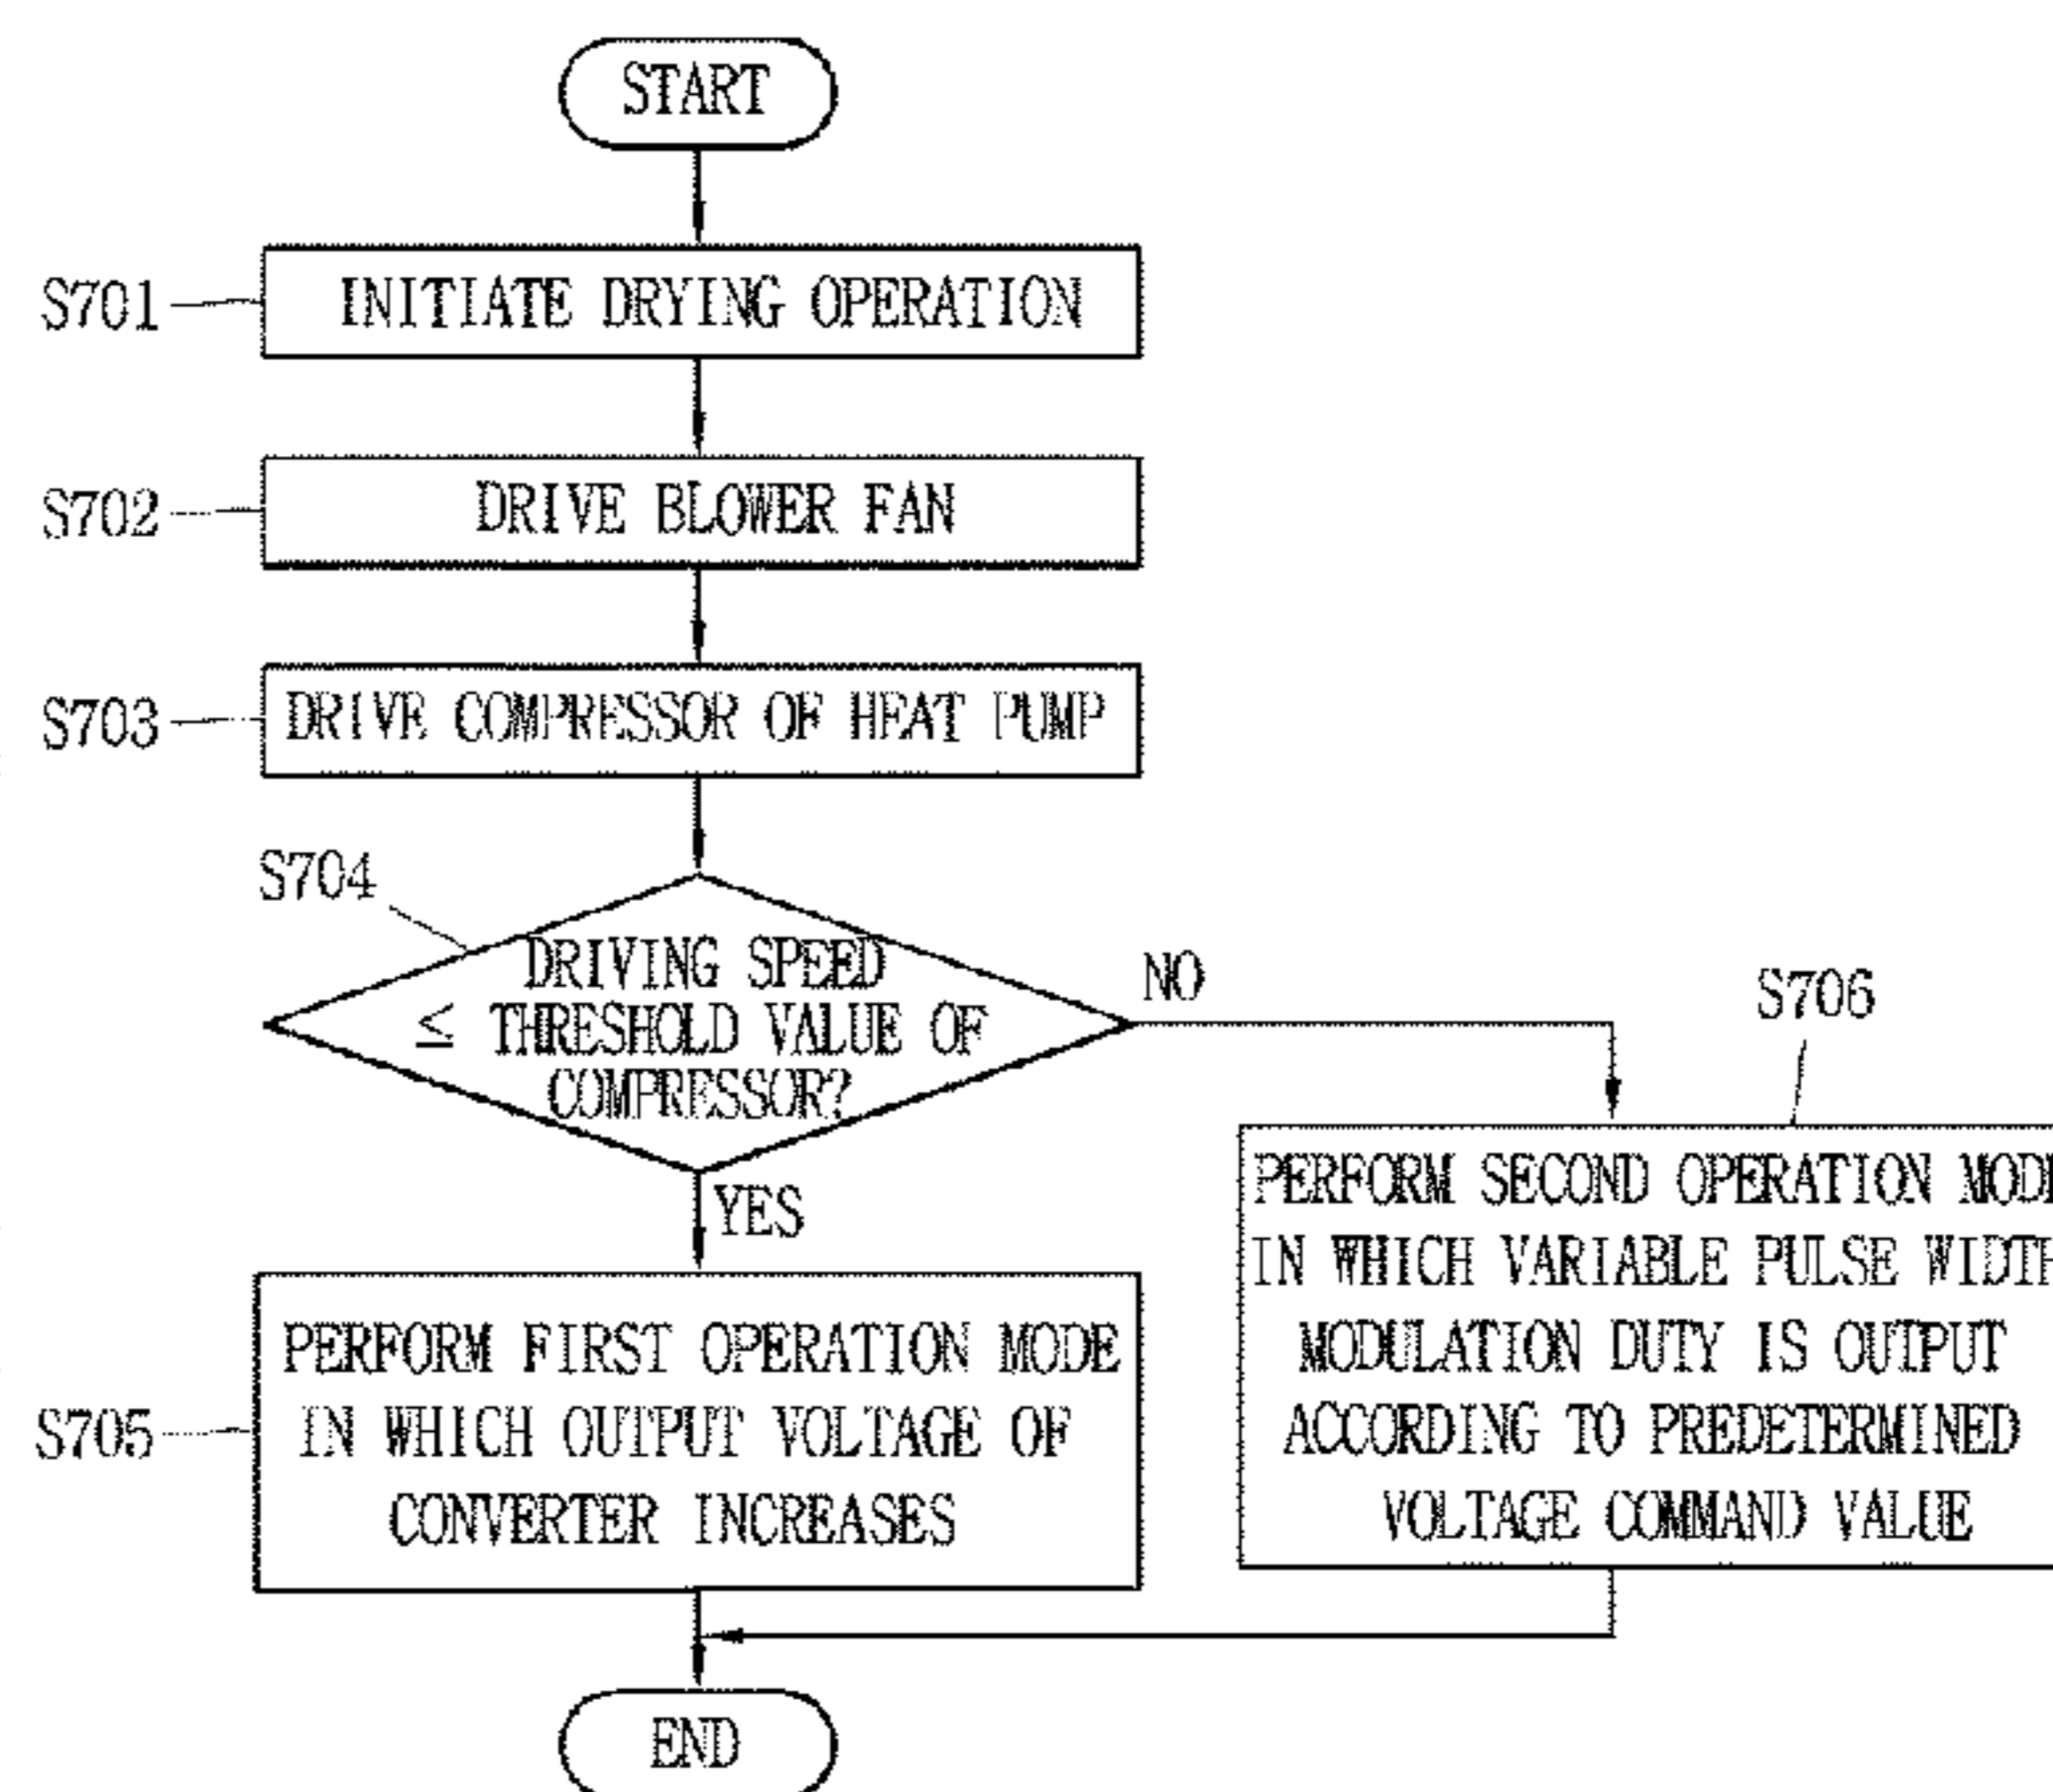 START
S701
INITIATE DRYING OPERATION
S702
DRIVE BLOWER FAN
S703
DRIVE COMPRESSOR OF HEAT PUMP
S704
DRIVING SPEED
≤ THRESHOLD VALUE OF
COMPRESSOR?
NO
YES
S705
PERFORM FIRST OPERATION MODE
IN WHICH OUTPUT VOLTAGE OF
CONVERTER INCREASES
S706
PERFORM SECOND OPERATION MODE
IN WHICH VARIABLE PULSE WIDTH
MODULATION DUTY IS OUTPUT
ACCORDING TO PREDETERMINED
VOLTAGE COMMAND VALUE
END